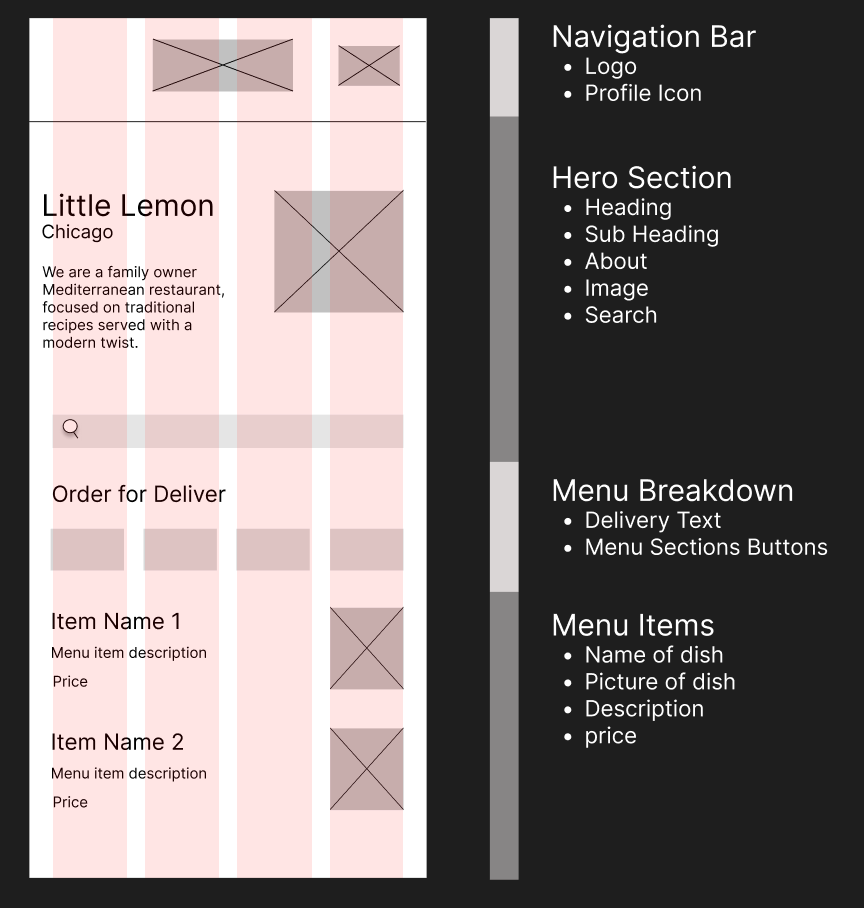 Little Lemon
Chicago
We are a family owner
Mediterranean restaurant,
focused on traditional
recipes served with a
modern twist.
Order for Deliver
Item Name 1
Menu item description
Price
Item Name 2
Menu item description
Price
Navigation Bar
• Logo
• Profile Icon
Hero Section
• Heading
• Sub Heading
• About
• Image
• Search
Menu Breakdown
• Delivery Text
• Menu Sections Buttons
Menu Items
• Name of dish
• Picture of dish
• Description
• price